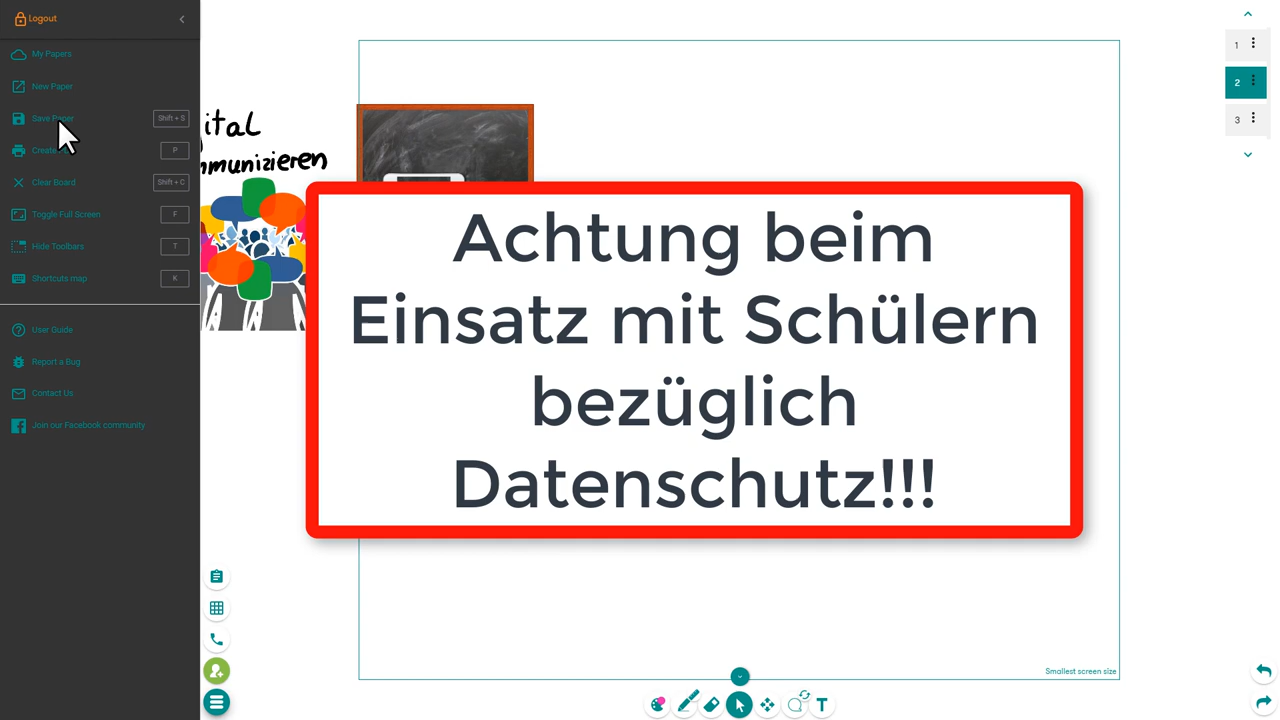 Logout
My Papers
New Paper
Save Paper
Shift + S
P
Clear Board
Shift + C
Toggle Full Screen
F
Hide Toolbars
T
Shortcuts map
K
User Guide
Report a Bug
Contact Us
Join our Facebook community
ital
mmunizieren
Achtung beim
Einsatz mit Schülern
bezüglich
Datenschutz!!!
1
2
3
Smallest screen size
T